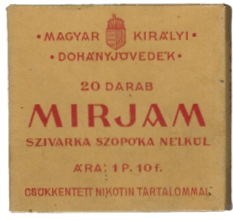 • MAGYAR KIRÁLYI •
• DOHÁNYJÖVEDÉK •
20 DARAB
MIRJAM
SZIVARKA SZOPÓKA NÉLKÜL
ÁRA: 1 P. 10 f.
CSÖKKENTETT NIKOTIN TARTALOMMAL